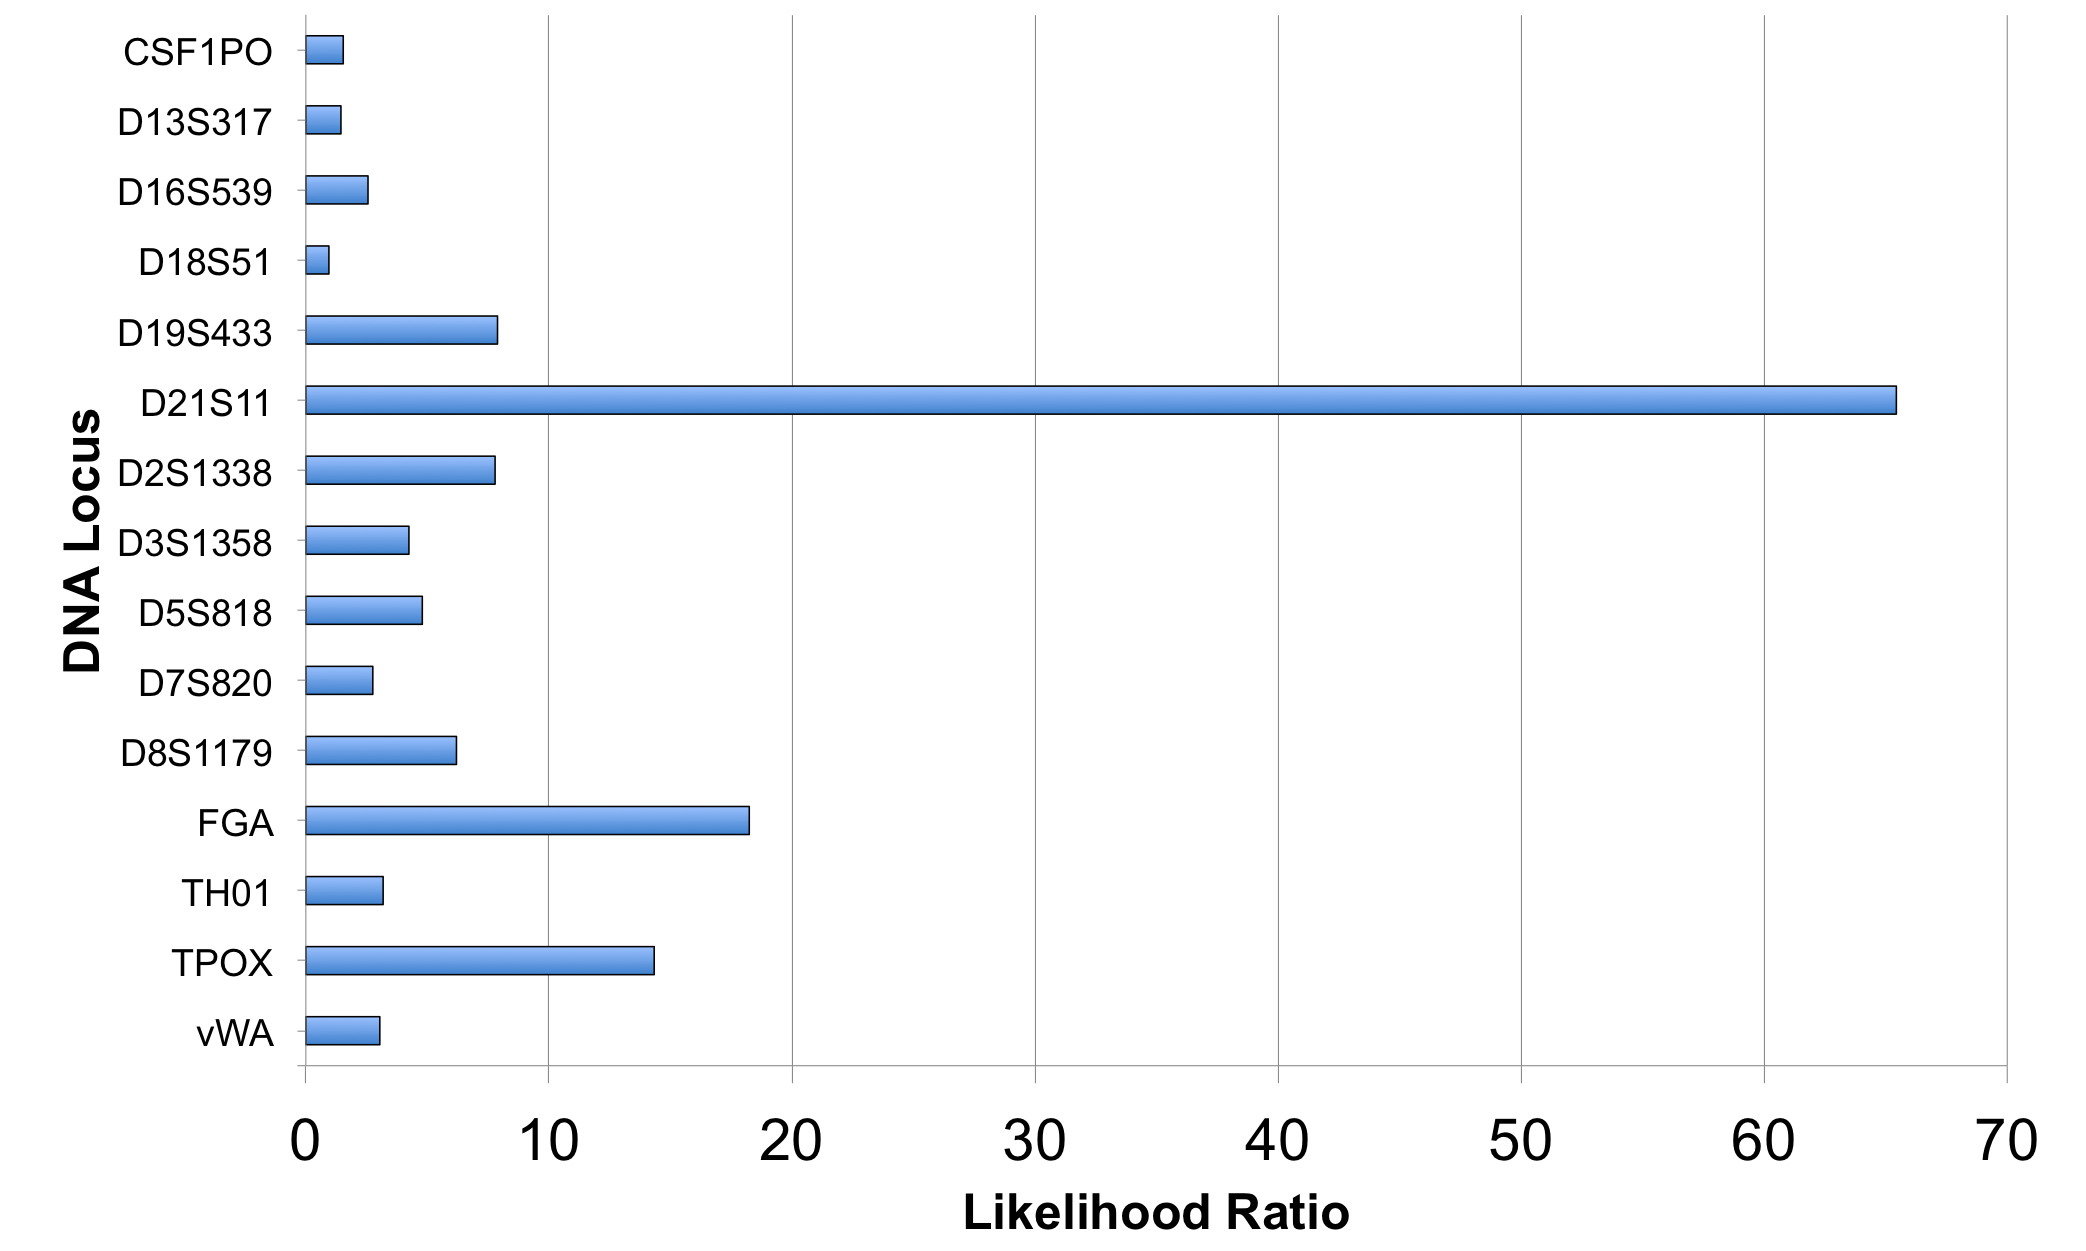 CSF1PO
D13S317
D16S539
D18S51
D19S433
D21S11
D2S1338
D3S1358
D5S818
D7S820
D8S1179
FGA
TH01
TPOX
vWA
DNA Locus
0 10 20 30 40 50 60 70
Likelihood Ratio